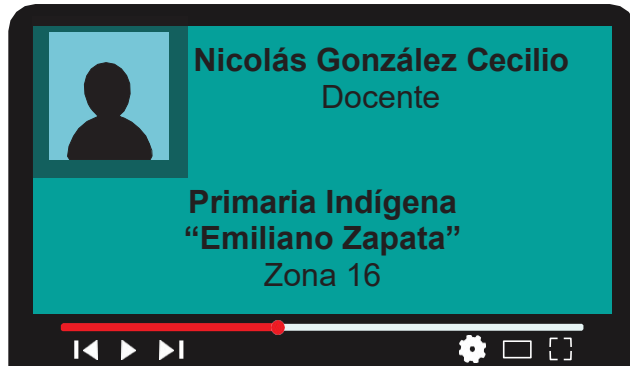 Nicolás González Cecilio
Docente
Primaria Indígena
“Emiliano Zapata”
Zona 16